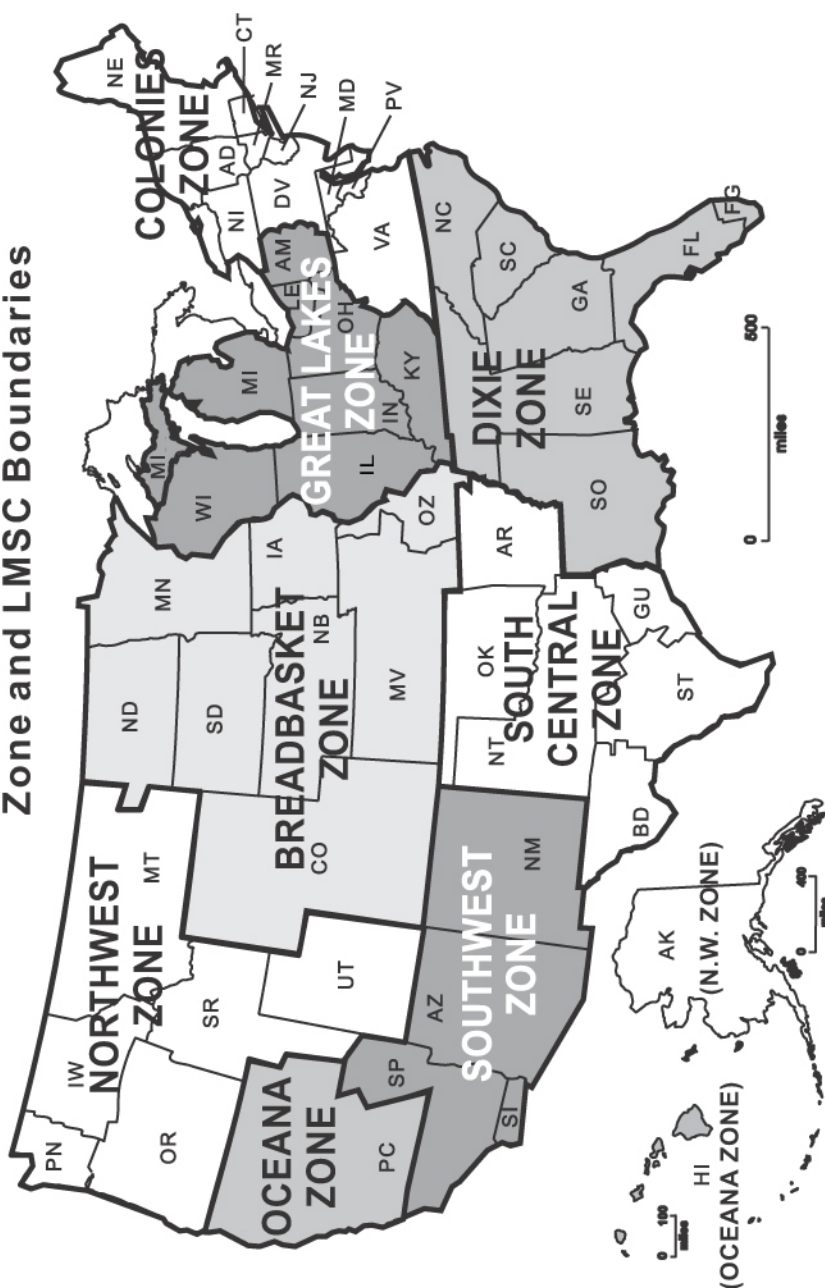 Zone and LMSC Boundaries
PN
IW
NORTHWEST
ZONE
MT
OR
SR
UT
AK
(N.W. ZONE)
OCEANA
ZONE
PC
HI
(OCEANA ZONE)
SOUTHWEST
ZONE
SP
SI
AZ
NM
BREADBASKET
ZONE
ND
SD
MN
IA
NB
CO
MV
OZ
SOUTH
CENTRAL
ZONE
OK
AR
NT
BD
ST
GU
GREAT LAKES
ZONE
WI
MI
MI
IL
IN
KY
OH
LE
AM
DIXIE
ZONE
NC
SC
GA
SE
SO
FL
FG
COLONIES
ZONE
NE
AD
NI
DV
VA
CT
MR
NJ
MD
PV
0 100
miles
0 400
miles
0 500
miles